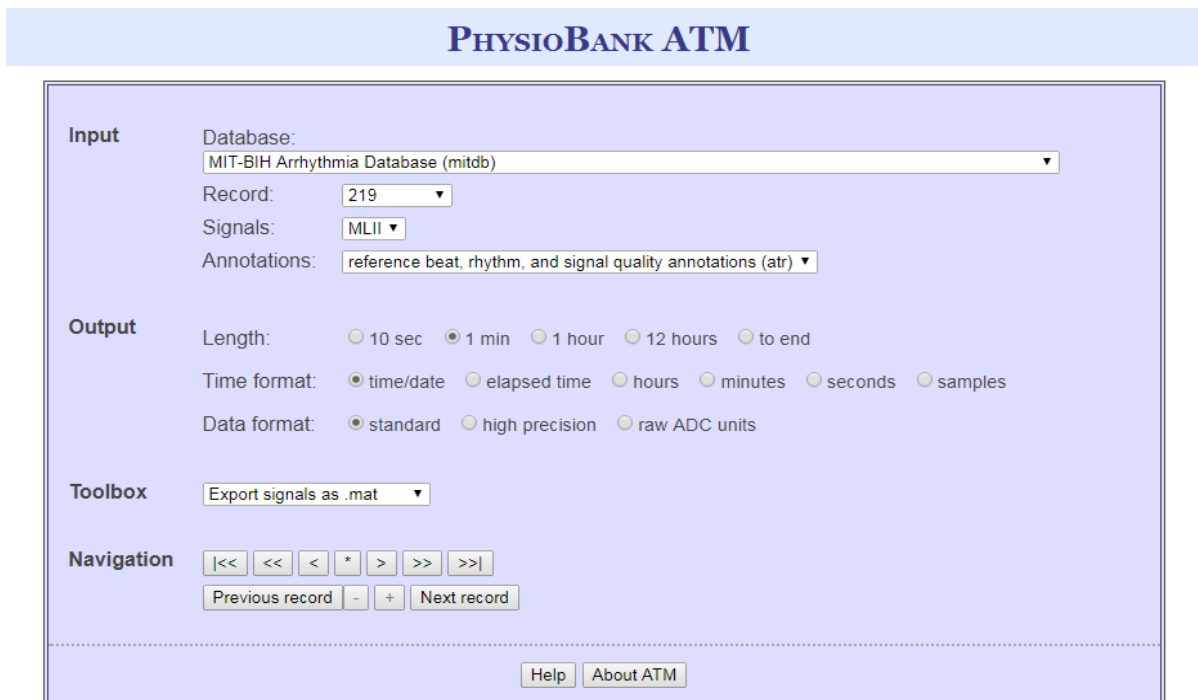 PHYSIOBANK ATM
Input Database:
MIT-BIH Arrhythmia Database (mitdb) ▼
Record: 219 ▼
Signals: MLII ▼
Annotations: reference beat, rhythm, and signal quality annotations (atr) ▼
Output Length: 10 sec 1 min 1 hour 12 hours to end
Time format: time/date elapsed time hours minutes seconds samples
Data format: standard high precision raw ADC units
Toolbox Export signals as .mat ▼
Navigation |<< << < * > >> >>|
Previous record - + Next record
Help About ATM